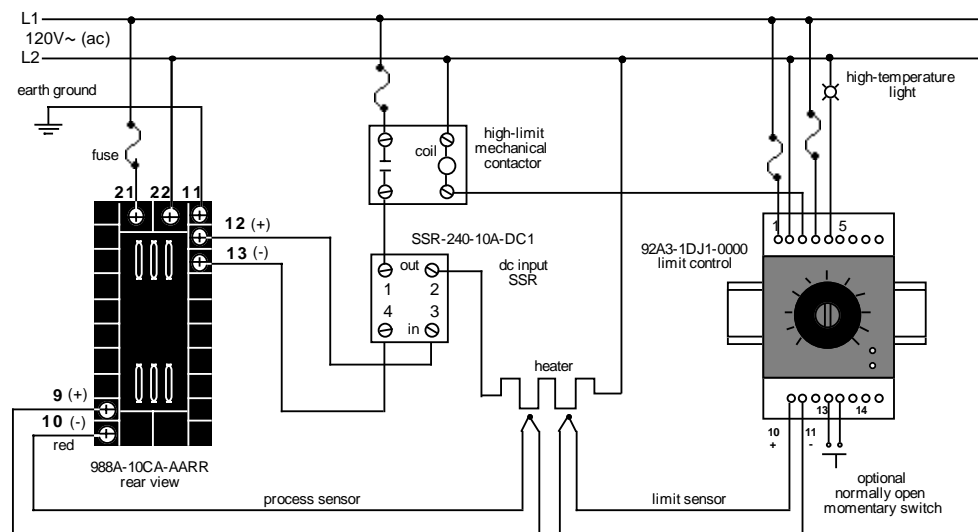 L1
120V~ (ac)
L2
earth ground
fuse
high-limit
mechanical
contactor
coil
high-temperature
light
21 22 11
12 (+)
13 (-)
SSR-240-10A-DC1
out
dc input
SSR
1 2
4 3
in
92A3-1DJ1-0000
limit control
1 5
heater
9 (+)
10 (-)
red
988A-10CA-AARR
rear view
process sensor
limit sensor
13 14
10
+
11
-
optional
normally open
momentary switch